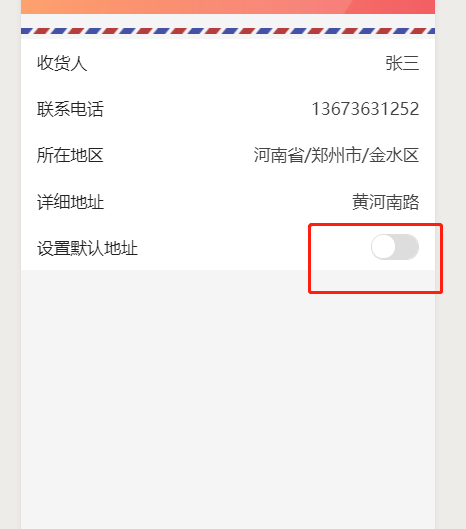 收货人 张三
联系电话 13673631252
所在地区 河南省/郑州市/金水区
详细地址 黄河南路
设置默认地址